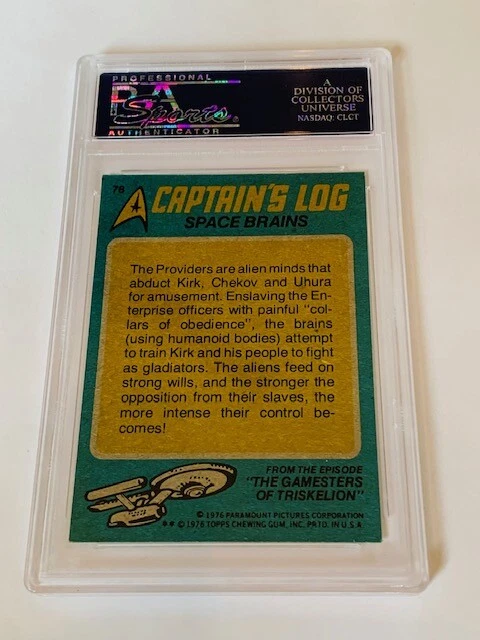 PROFESSIONAL
PSA
Sports®
AUTHENTICATOR
A
DIVISION OF
COLLECTORS
UNIVERSE
NASDAQ: CLCT
78
CAPTAIN'S LOG
SPACE BRAINS
The Providers are alien minds that
abduct Kirk, Chekov and Uhura
for amusement. Enslaving the En-
terprise officers with painful "col-
lars of obedience", the brains
(using humanoid bodies) attempt
to train Kirk and his people to fight
as gladiators. The aliens feed on
strong wills, and the stronger the
opposition from their slaves, the
more intense their control be-
comes!
FROM THE EPISODE
"THE GAMESTERS
OF TRISKELION"
© 1976 PARAMOUNT PICTURES CORPORATION
** © 1976 TOPPS CHEWING GUM, INC. PRTD. IN U.S.A.